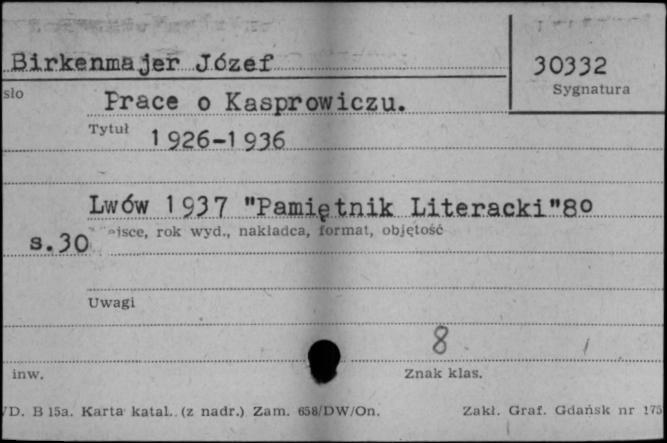 Birkenmajer Józef
30332
sło
Sygnatura
Prace o Kasprowiczu.
Tytuł
1926-1936
Lwów 1937 "Pamiętnik Literacki"8o
ejsce, rok wyd., nakładca, format, objętość
s.30
Uwagi
8
inw.
Znak klas.
/D. B 15a. Karta katal. (z nadr.) Zam. 658/DW/On.
Zakł. Graf. Gdańsk nr 175